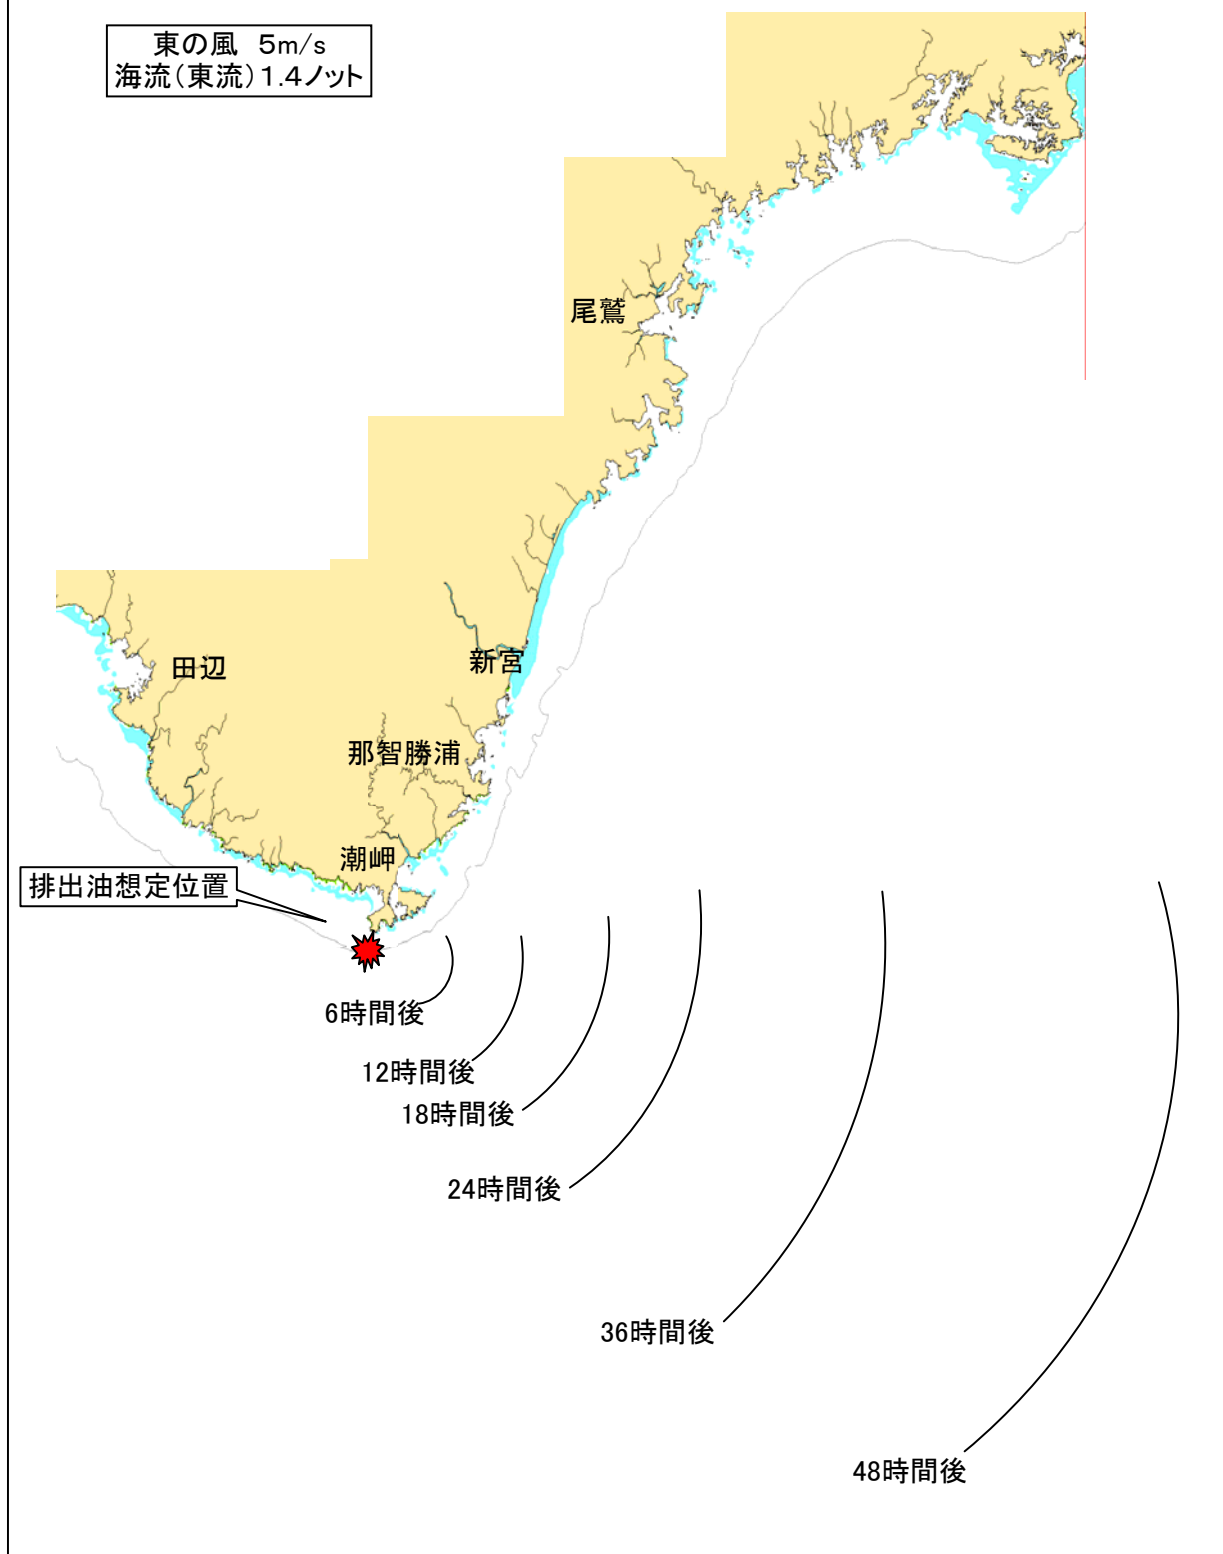 東の風　5m/s
海流(東流)1.4ノット
尾鷲
田辺
新宮
那智勝浦
潮岬
排出油想定位置
6時間後
12時間後
18時間後
24時間後
36時間後
48時間後